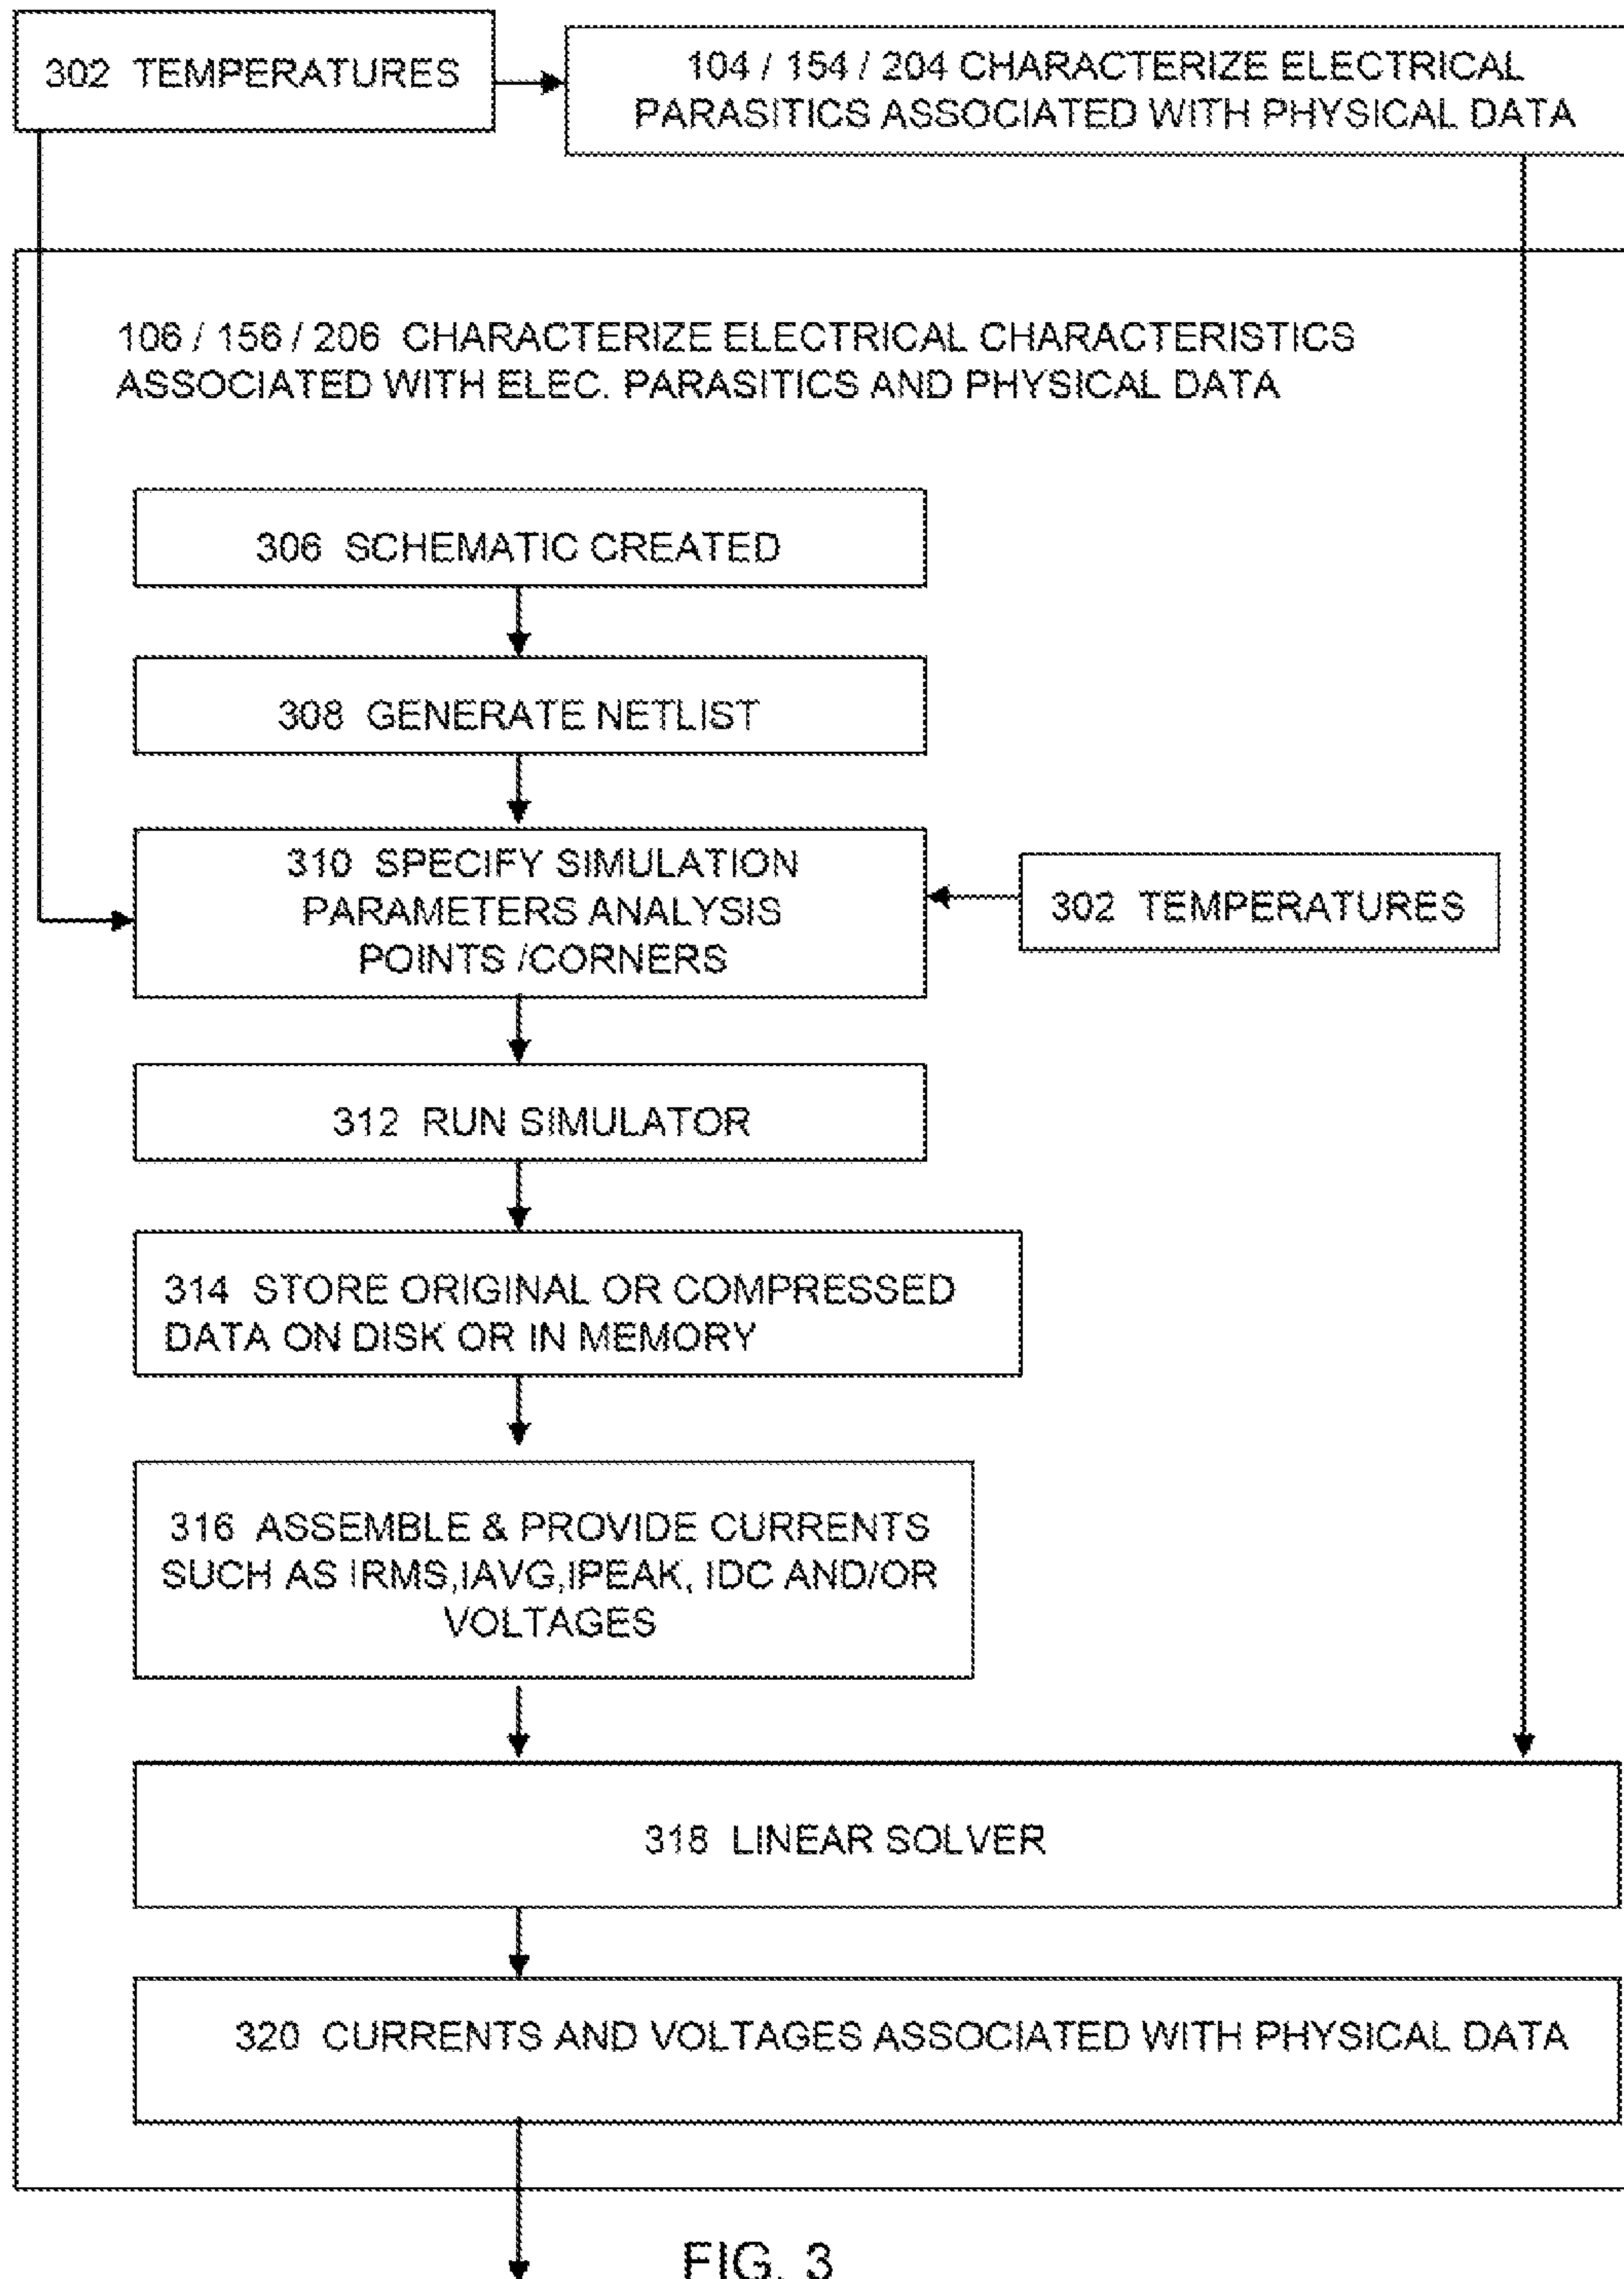 302 TEMPERATURES
104 / 154 / 204 CHARACTERIZE ELECTRICAL
PARASITICS ASSOCIATED WITH PHYSICAL DATA
106 / 156 / 206 CHARACTERIZE ELECTRICAL CHARACTERISTICS
ASSOCIATED WITH ELEC. PARASITICS AND PHYSICAL DATA
306 SCHEMATIC CREATED
308 GENERATE NETLIST
310 SPECIFY SIMULATION
PARAMETERS ANALYSIS
POINTS /CORNERS
302 TEMPERATURES
312 RUN SIMULATOR
314 STORE ORIGINAL OR COMPRESSED
DATA ON DISK OR IN MEMORY
316 ASSEMBLE & PROVIDE CURRENTS
SUCH AS IRMS,IAVG,IPEAK, IDC AND/OR
VOLTAGES
318 LINEAR SOLVER
320 CURRENTS AND VOLTAGES ASSOCIATED WITH PHYSICAL DATA
FIG. 3